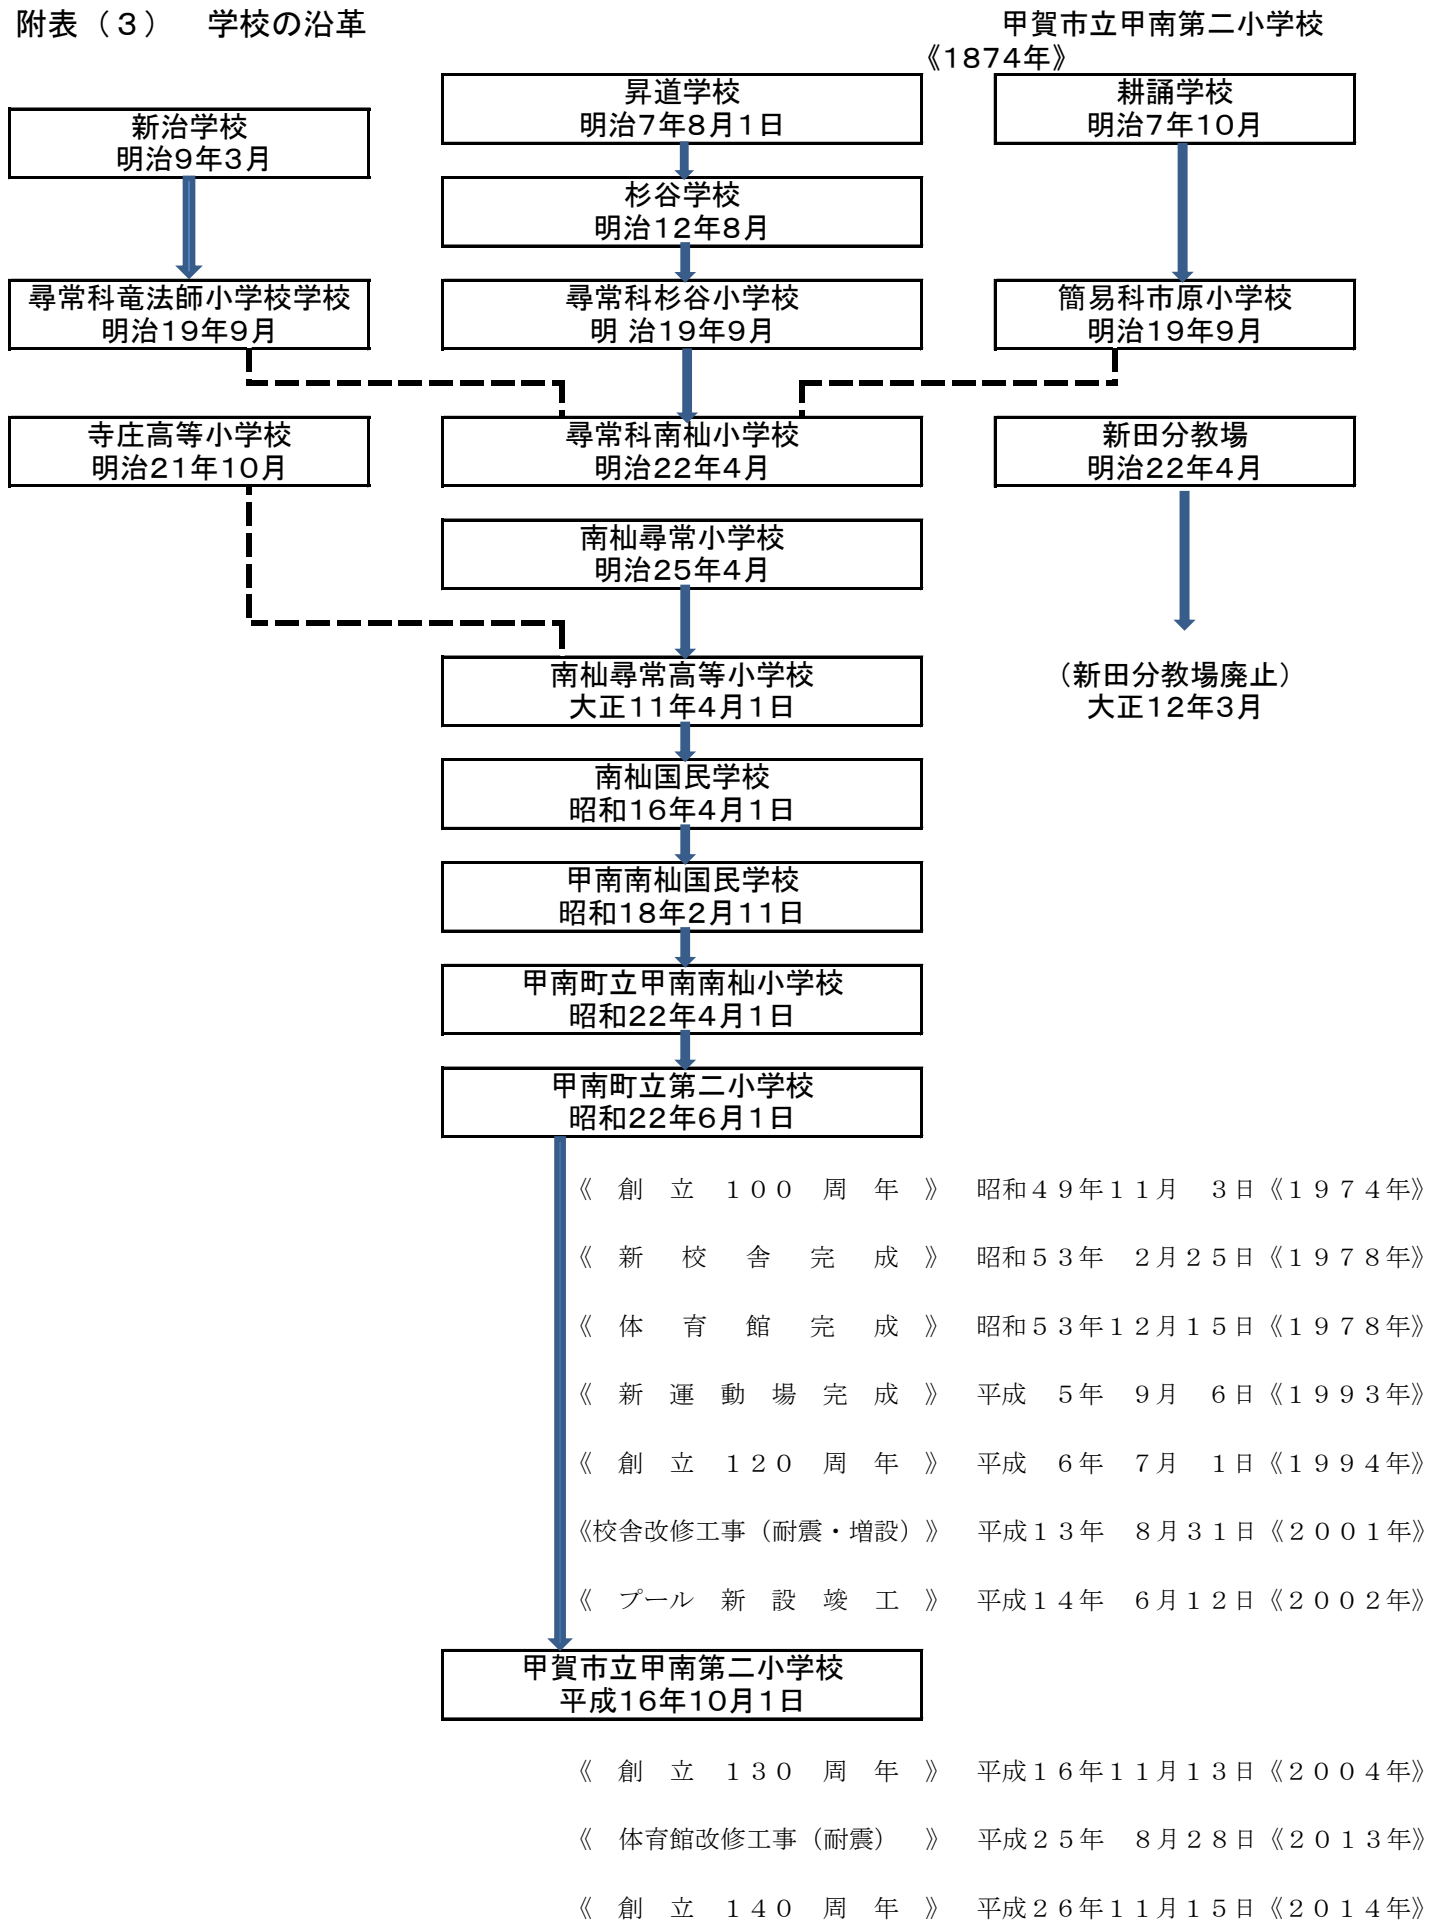 附表（３）　学校の沿革
甲賀市立甲南第二小学校
《1874年》
昇道学校
明治7年8月1日
耕誦学校
明治7年10月
新治学校
明治9年3月
杉谷学校
明治12年8月
尋常科竜法師小学校学校
明治19年9月
尋常科杉谷小学校
明 治19年9月
簡易科市原小学校
明治19年9月
寺庄高等小学校
明治21年10月
尋常科南杣小学校
明治22年4月
新田分教場
明治22年4月
南杣尋常小学校
明治25年4月
南杣尋常高等小学校
大正11年4月1日
（新田分教場廃止）
大正12年3月
南杣国民学校
昭和16年4月1日
甲南南杣国民学校
昭和18年2月11日
甲南町立甲南南杣小学校
昭和22年4月1日
甲南町立第二小学校
昭和22年6月1日
《　創　立　１００　周　年　》　昭和４９年１１月　３日《１９７４年》
《　新　校　舎　完　成　》　昭和５３年　２月２５日《１９７８年》
《　体　育　館　完　成　》　昭和５３年１２月１５日《１９７８年》
《　新　運　動　場　完　成　》　平成　５年　９月　６日《１９９３年》
《　創　立　１２０　周　年　》　平成　６年　７月　１日《１９９４年》
《校舎改修工事（耐震・増設）》　平成１３年　８月３１日《２００１年》
《　プール　新　設　竣　工　》　平成１４年　６月１２日《２００２年》
甲賀市立甲南第二小学校
平成16年10月1日
《　創　立　１３０　周　年　》　平成１６年１１月１３日《２００４年》
《　体育館改修工事（耐震）　》　平成２５年　８月２８日《２０１３年》
《　創　立　１４０　周　年　》　平成２６年１１月１５日《２０１４年》